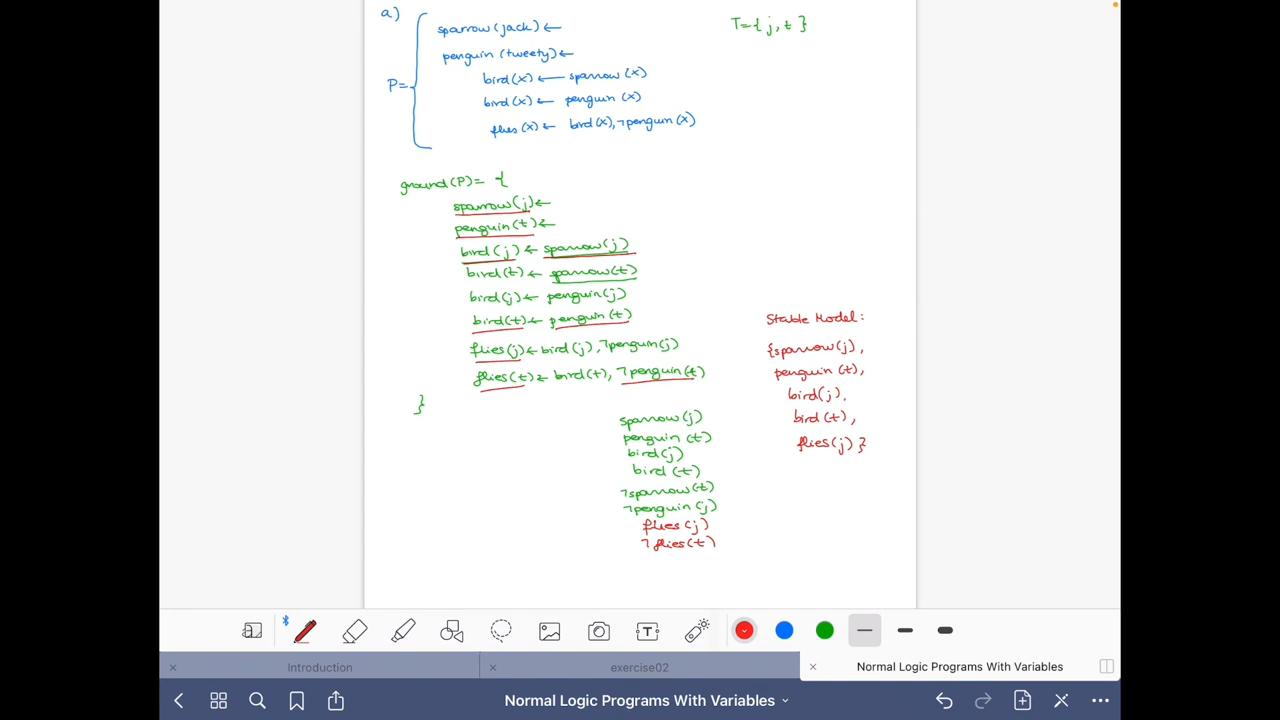 a)
sparrow(jack)←
T={j,t}
penguin(tweety)←
bird(x)←sparrow(x)
P=
bird(x)← penguin(x)
flies(x)← bird(x),¬penguin(x)
ground(P)= {
sparrow(j)←
penguin(t)←
bird(j)← sparrow(j)
bird(t)← sparrow(t)
bird(j)← penguin(j)
bird(t)← penguin(t)
flies(j)← bird(j),¬penguin(j)
flies(t)← bird(t), ¬penguin(t)
}
Stable Model:
{sparrow(j),
penguin(t),
bird(j),
bird(t),
flies(j)}
sparrow(j)
penguin(t)
bird(j)
bird(t)
¬sparrow(t)
¬penguin(j)
flies(j)
¬flies(t)
T
Introduction
exercise02
Normal Logic Programs With Variables
Normal Logic Programs With Variables